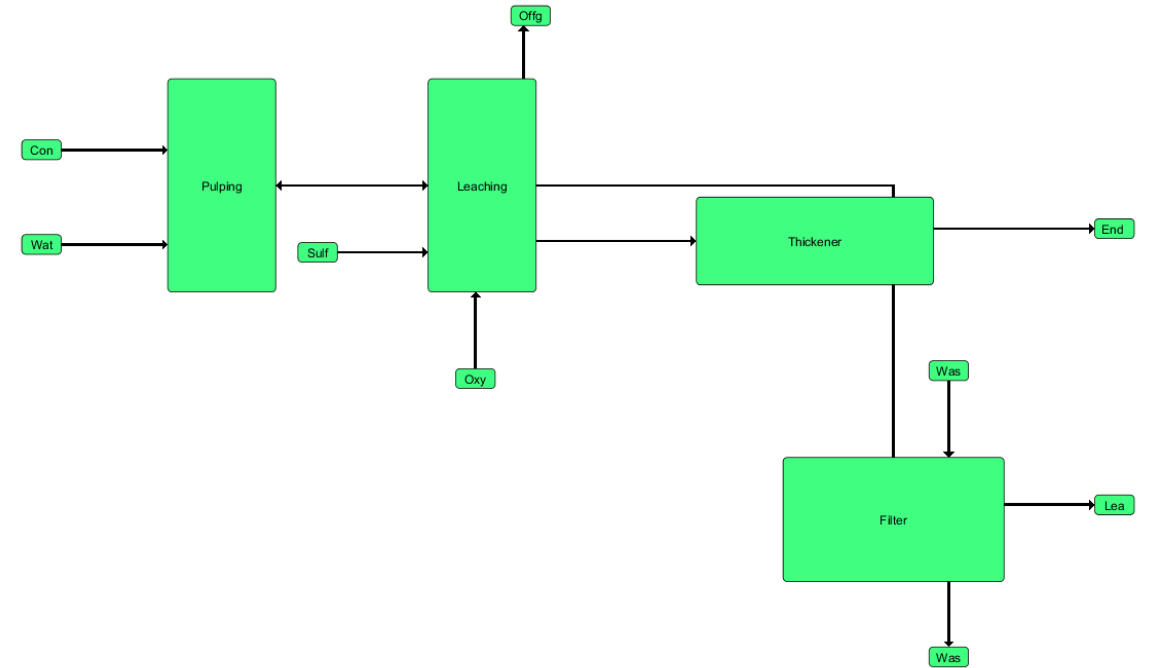 Offg
Con
Pulping
Leaching
Wat
Sulf
Thickener
End
Oxy
Was
Filter
Lea
Was